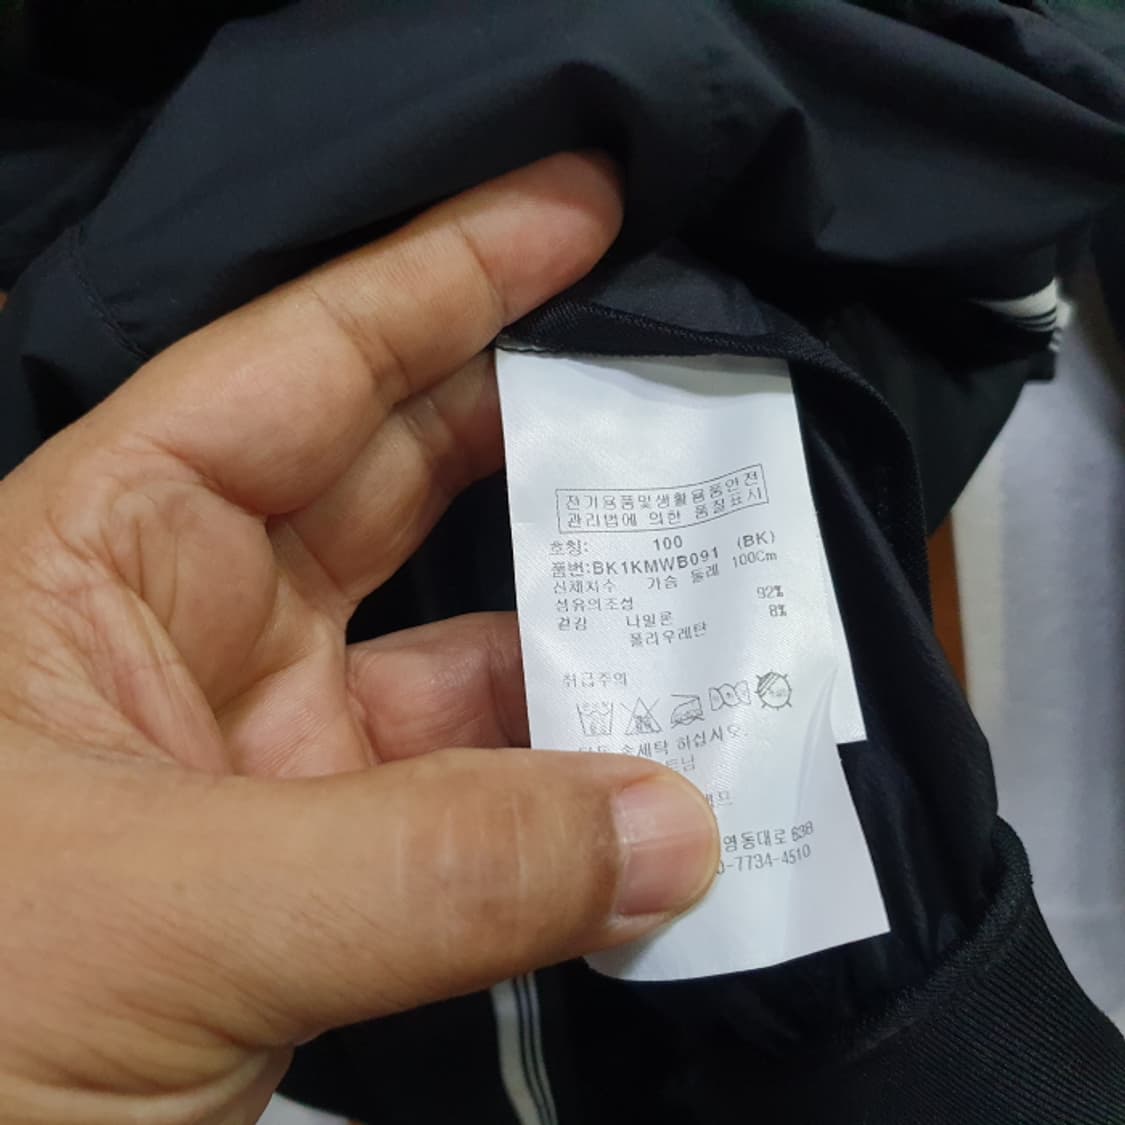 전기용품및생활용품안전
관리법에 의한 품질표시
호칭: 100 (BK)
품번:BK1KMWB091
신체치수 가슴 둘레 100Cm
섬유의조성
겉감 나일론 92%
폴리우레탄 8%
취급주의
손세탁 하십시오.
영동대로 638
-7734-4510